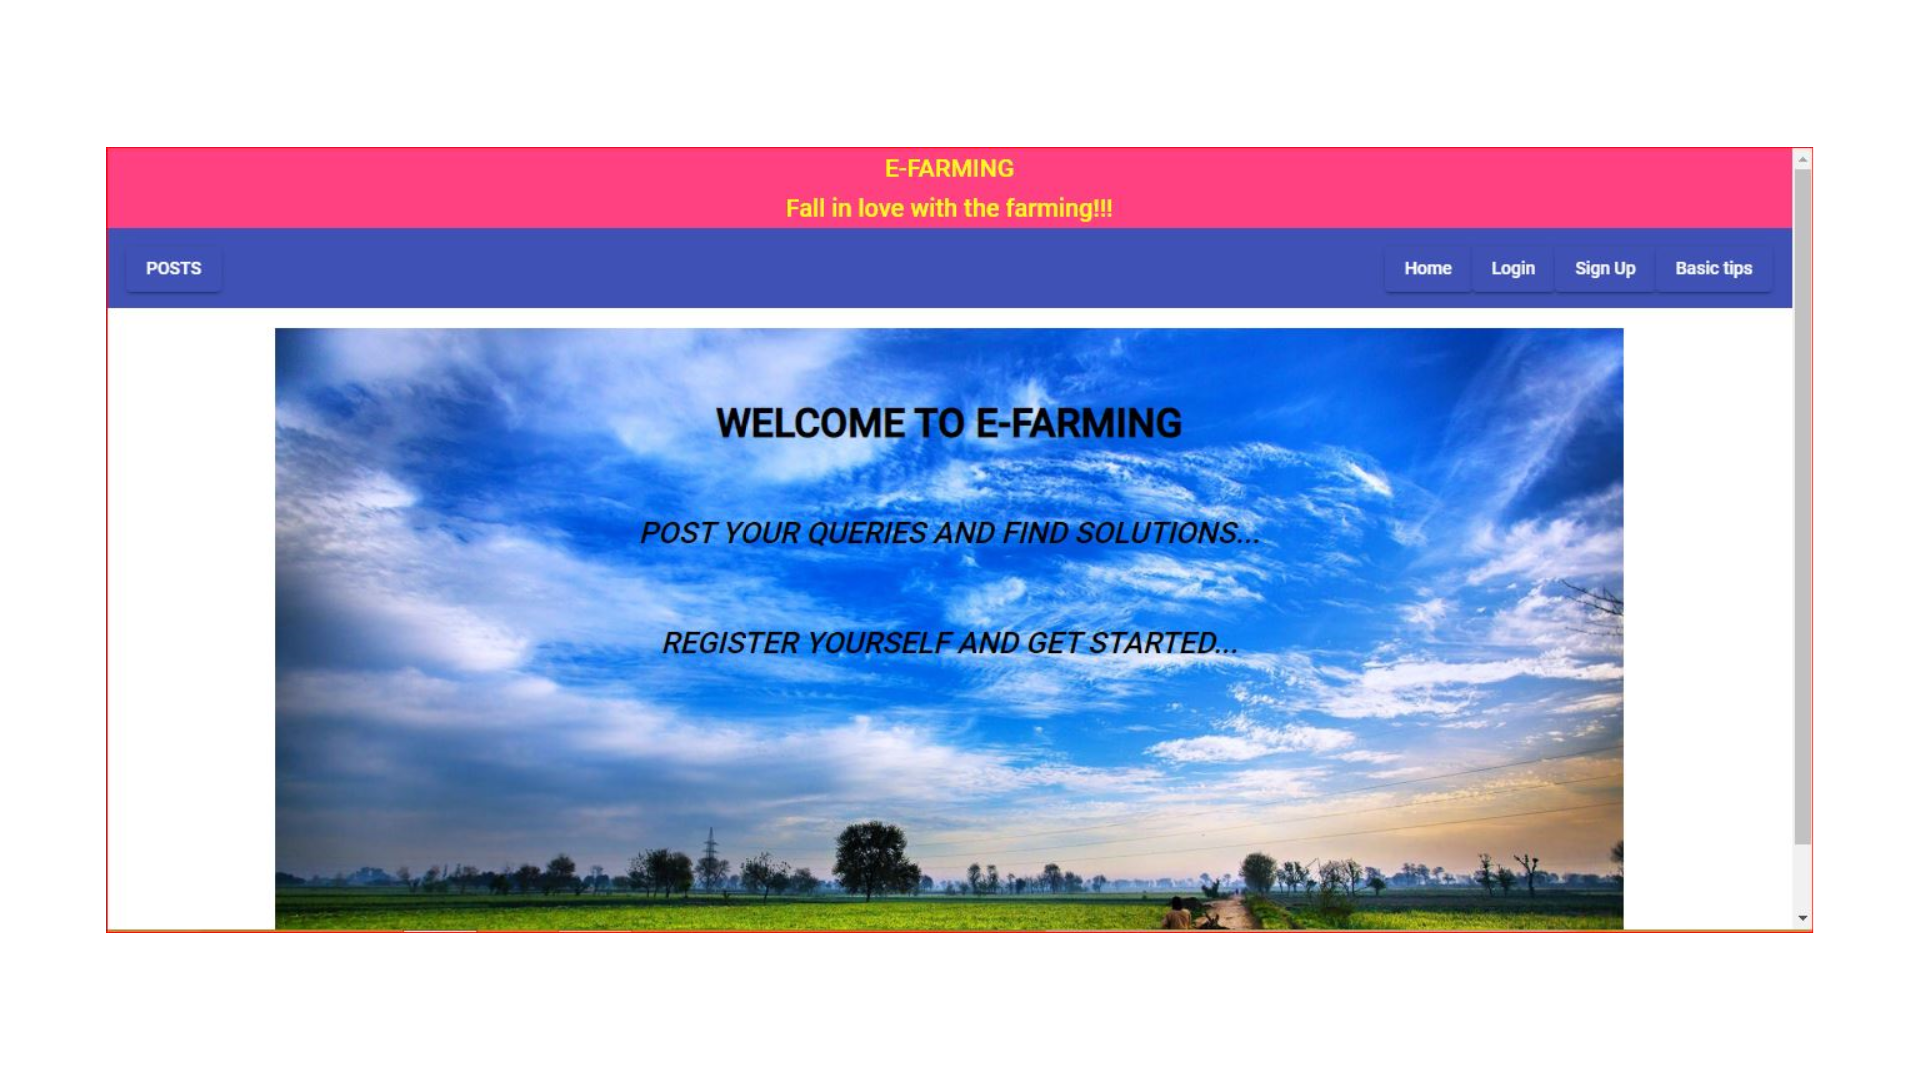 E-FARMING
Fall in love with the farming!!!
POSTS Home Login Sign Up Basic tips
WELCOME TO E-FARMING
POST YOUR QUERIES AND FIND SOLUTIONS...
REGISTER YOURSELF AND GET STARTED...